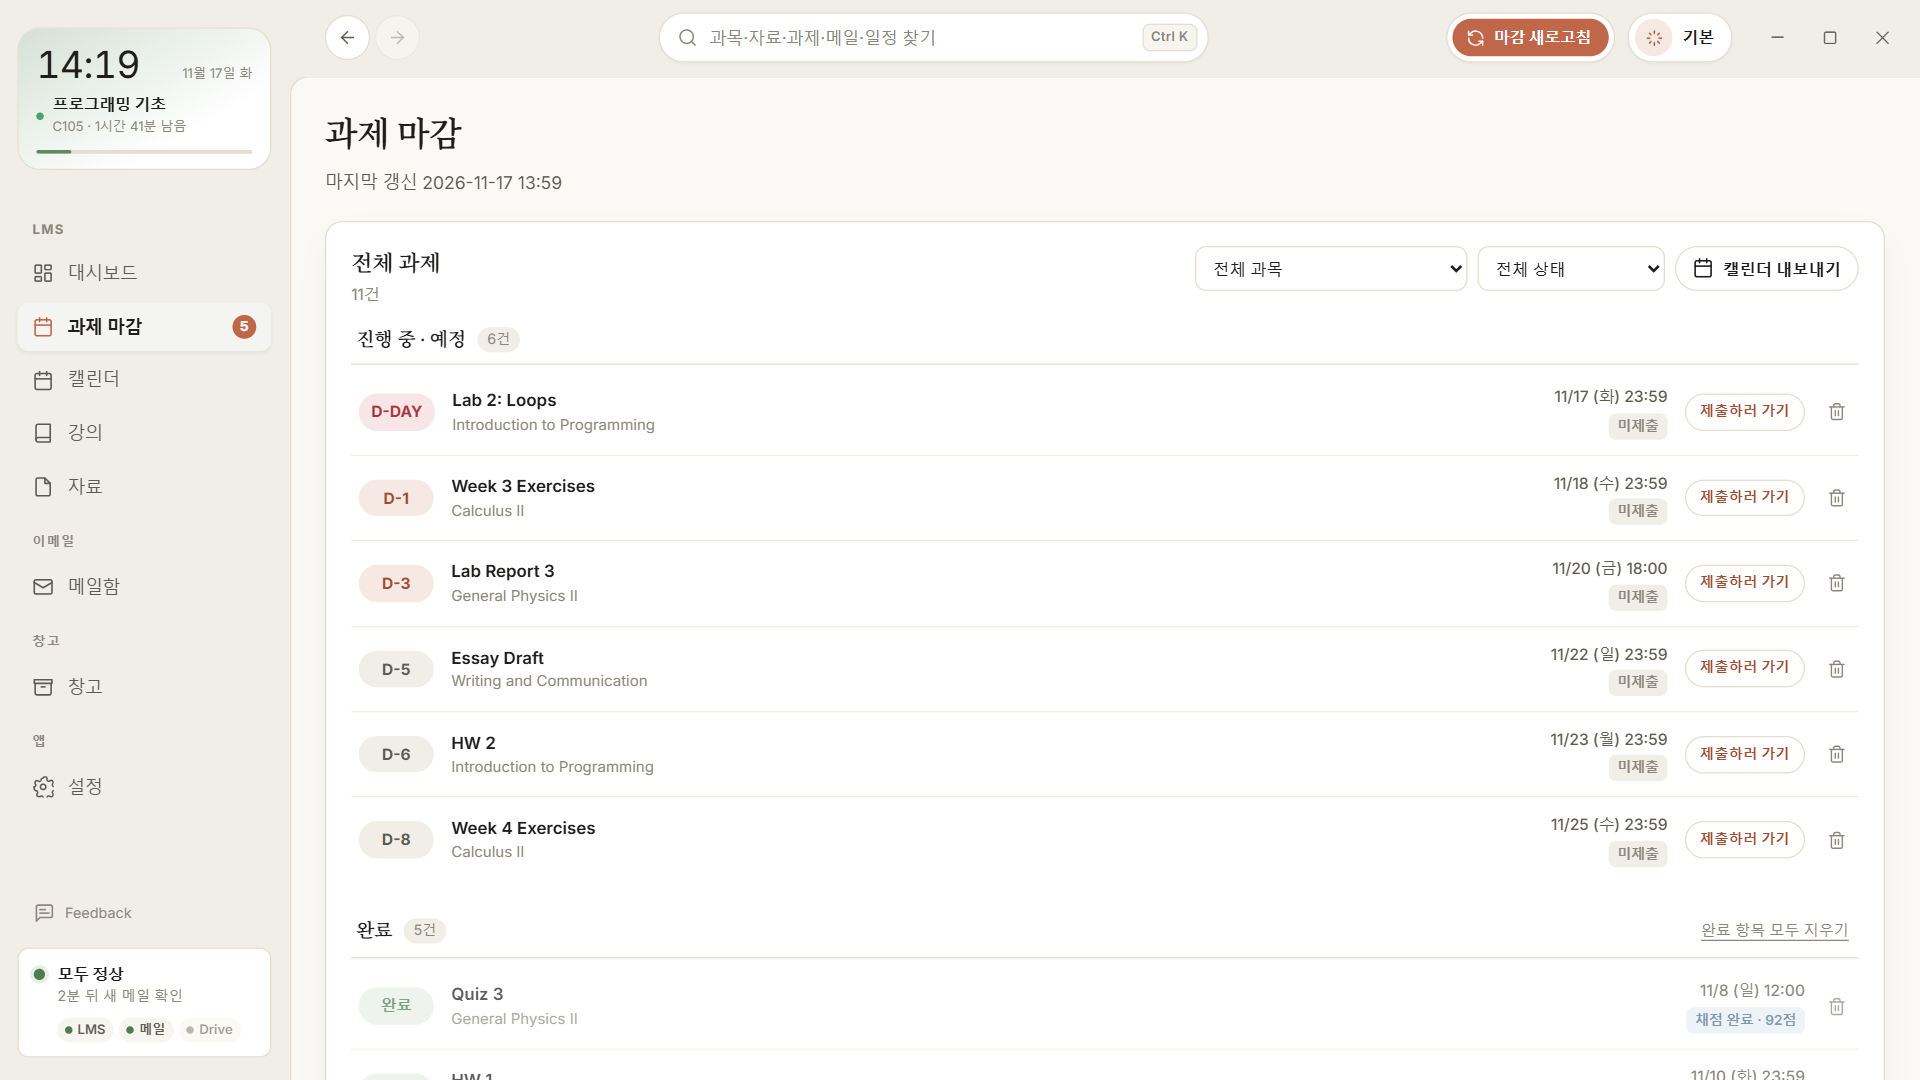 14:19
11월 17일 화
프로그래밍 기초
C105 · 1시간 41분 남음
LMS
대시보드
과제 마감
5
캘린더
강의
자료
이메일
메일함
창고
창고
앱
설정
Feedback
모두 정상
2분 뒤 새 메일 확인
LMS
메일
Drive
과목·자료·과제·메일·일정 찾기
Ctrl K
마감 새로고침
기본
과제 마감
마지막 갱신 2026-11-17 13:59
전체 과제
11건
전체 과목
전체 상태
캘린더 내보내기
진행 중 · 예정
6건
D-DAY
Lab 2: Loops
Introduction to Programming
11/17 (화) 23:59
미제출
제출하러 가기
D-1
Week 3 Exercises
Calculus II
11/18 (수) 23:59
미제출
제출하러 가기
D-3
Lab Report 3
General Physics II
11/20 (금) 18:00
미제출
제출하러 가기
D-5
Essay Draft
Writing and Communication
11/22 (일) 23:59
미제출
제출하러 가기
D-6
HW 2
Introduction to Programming
11/23 (월) 23:59
미제출
제출하러 가기
D-8
Week 4 Exercises
Calculus II
11/25 (수) 23:59
미제출
제출하러 가기
완료
5건
완료 항목 모두 지우기
완료
Quiz 3
General Physics II
11/8 (일) 12:00
채점 완료 · 92점
HW 1
11/10 (화) 23:59